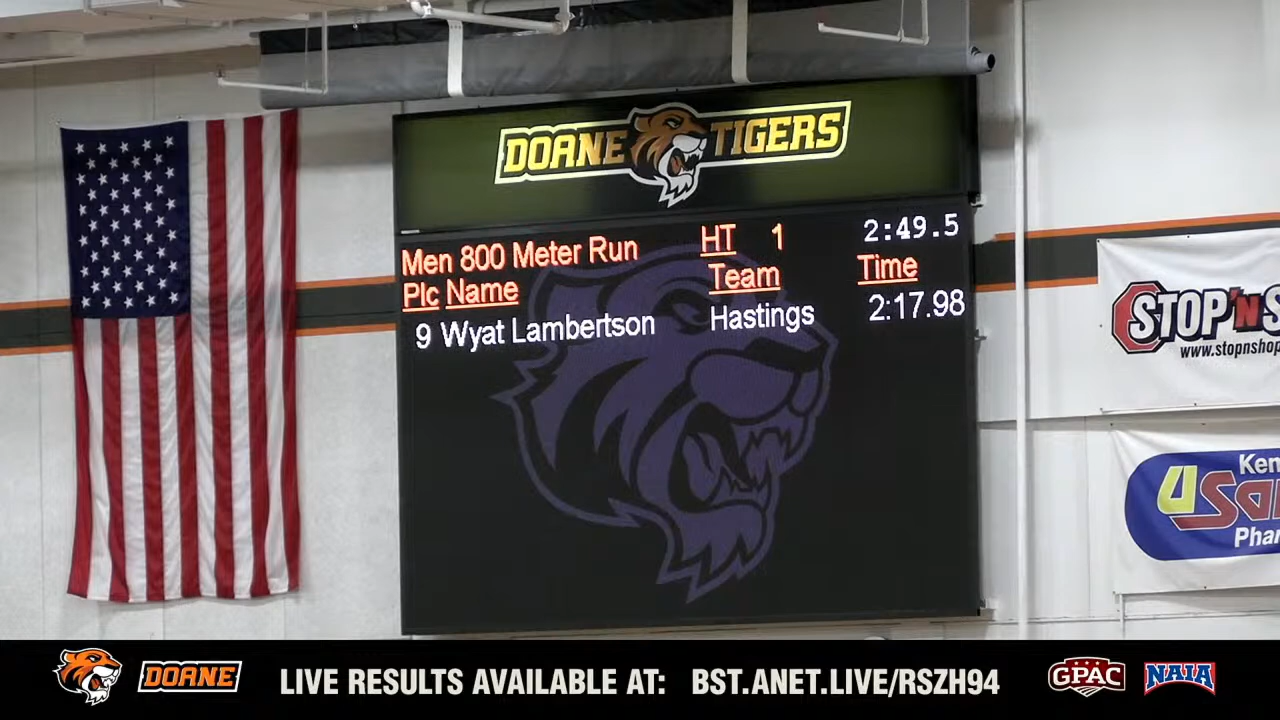 DOANE TIGERS
Men 800 Meter Run HT 1 2:49.5
Plc Name Team Time
9 Wyat Lambertson Hastings 2:17.98
STOP'N S
www.stopnshop
Ken
U Sa
Phar
DOANE LIVE RESULTS AVAILABLE AT: BST.ANET.LIVE/RSZH94 GPAC NAIA